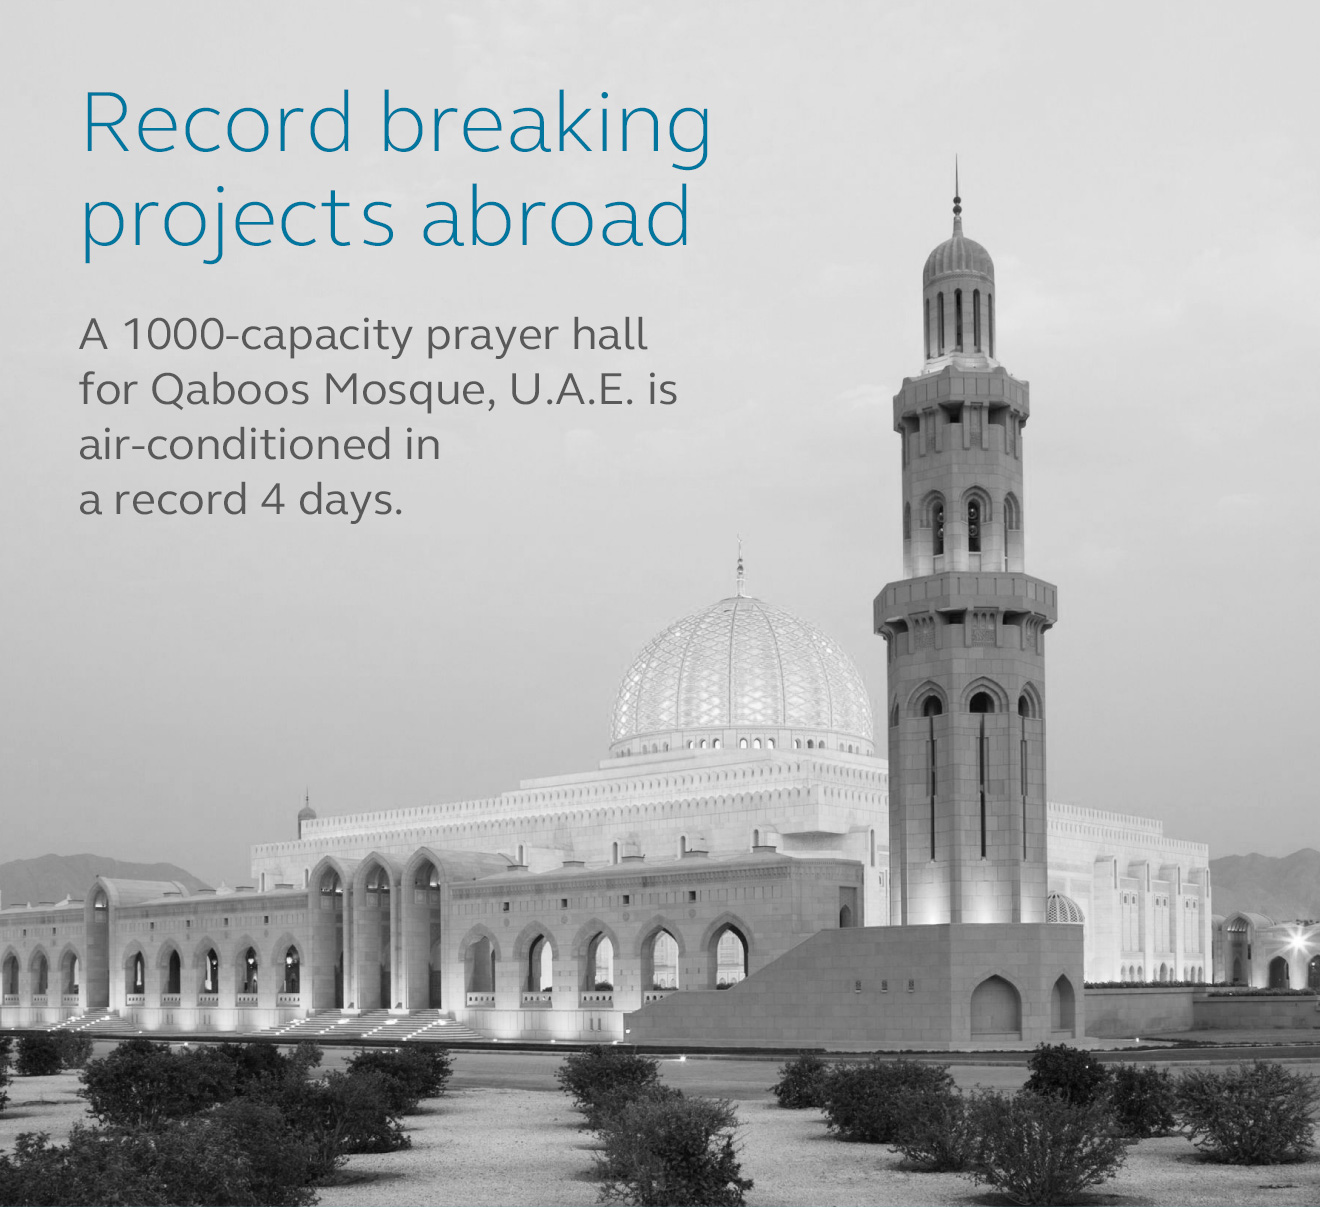 Record breaking
projects abroad
A 1000-capacity prayer hall
for Qaboos Mosque, U.A.E. is
air-conditioned in
a record 4 days.